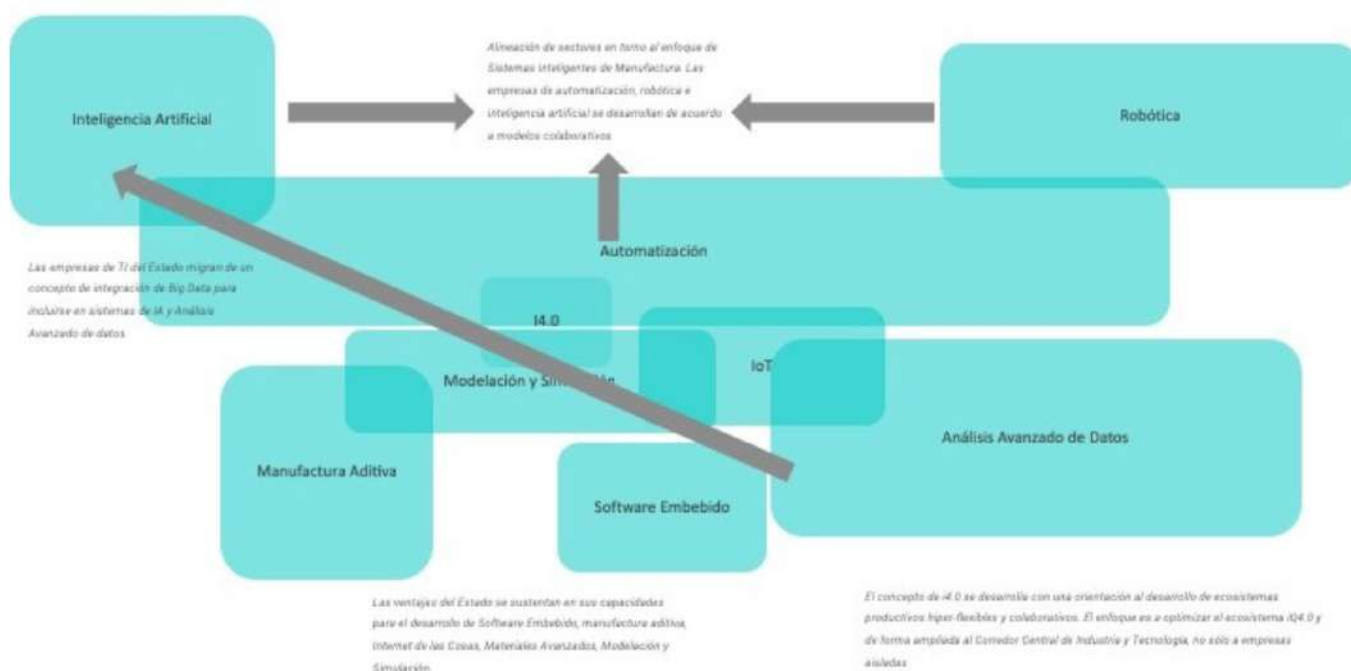 Alineación de sectores en torno al enfoque de
Sistemas Inteligentes de Manufactura. Las
empresas de automatización, robótica e
inteligencia artificial se desarrollan de acuerdo
a modelos colaborativos
Inteligencia Artificial
Robótica
Automatización
Las empresas de TI del Estado migran de un
concepto de integración de Big Data para
incluirse en sistemas de IA y Análisis
Avanzado de datos.
I4.0
IoT
Modelación y Simulación
Análisis Avanzado de Datos
Manufactura Aditiva
Software Embebido
Las ventajas del Estado se sustentan en sus capacidades
para el desarrollo de Software Embebido, manufactura aditiva,
Internet de las Cosas, Materiales Avanzados, Modelación y
Simulación.
El concepto de i4.0 se desarrolla con una orientación al desarrollo de ecosistemas
productivos hiper-flexibles y colaborativos. El enfoque es a optimizar el ecosistema iQ4.0 y
de forma ampliada al Corredor Central de Industria y Tecnología, no sólo a empresas
aisladas